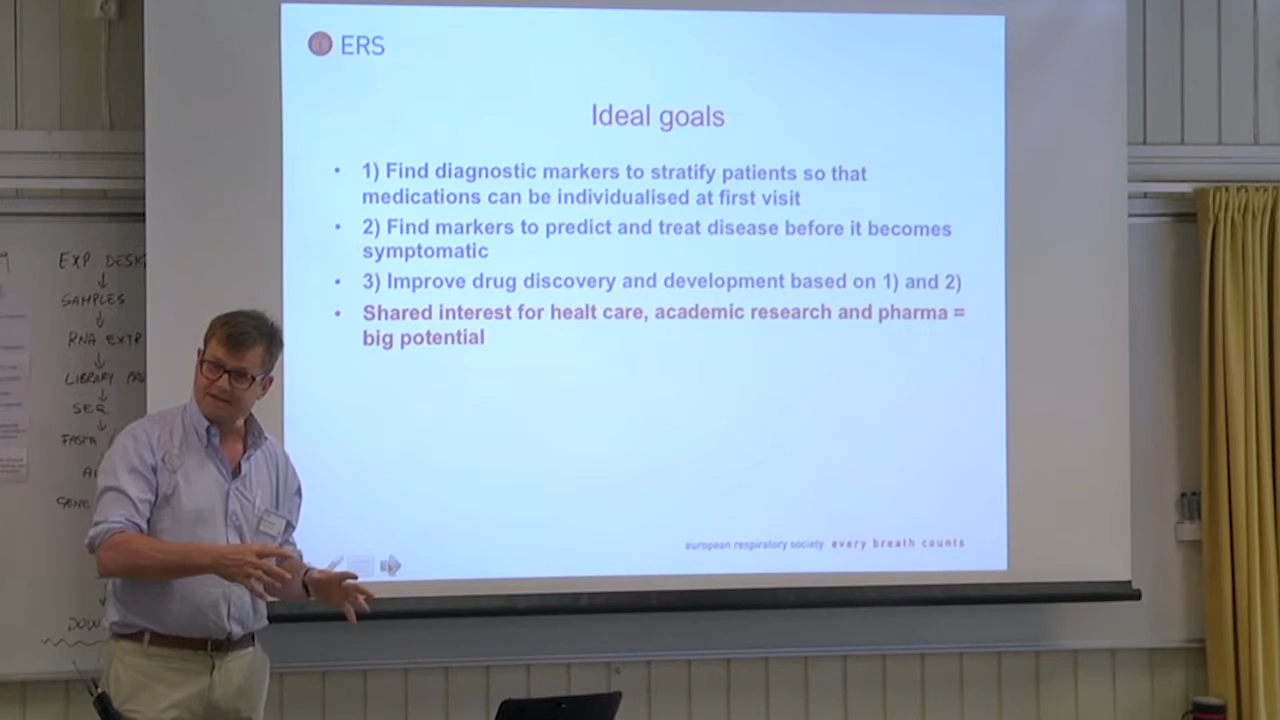 ERS
Ideal goals
• 1) Find diagnostic markers to stratify patients so that
medications can be individualised at first visit
• 2) Find markers to predict and treat disease before it becomes
symptomatic
• 3) Improve drug discovery and development based on 1) and 2)
• Shared interest for healt care, academic research and pharma =
big potential
european respiratory society every breath counts
EXP. DES
↓
SAMPLES
↓
RNA EXTR
↓
LIBRARY
↓
SEQ
↓
FASTA
GENE